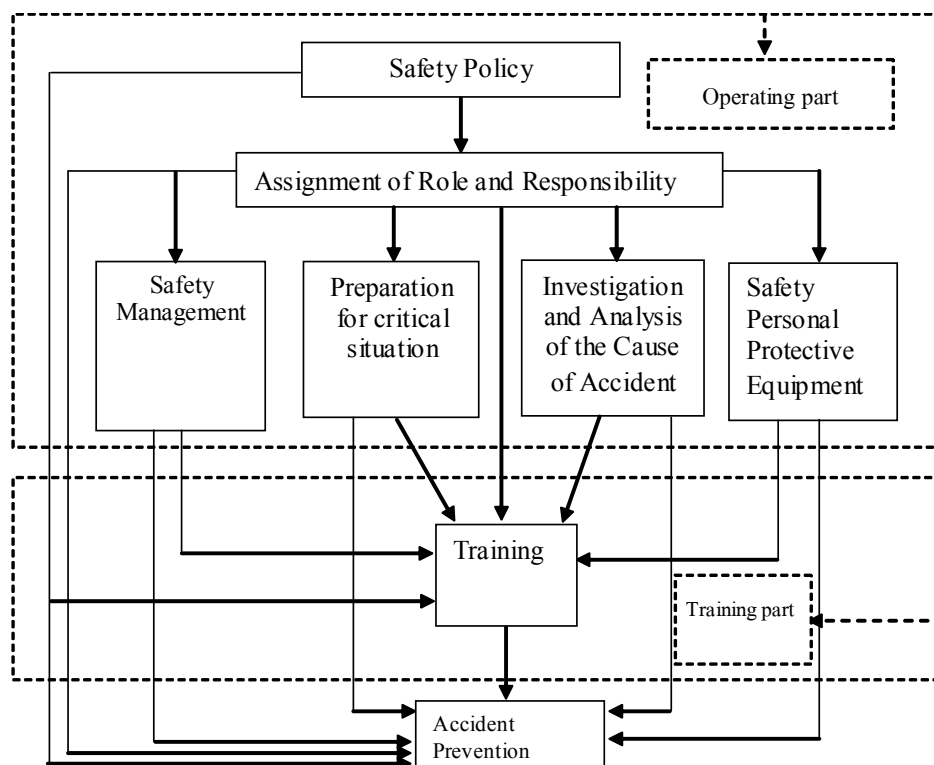 Safety Policy
Operating part
Assignment of Role and Responsibility
Safety
Management
Preparation
for critical
situation
Investigation
and Analysis
of the Cause
of Accident
Safety
Personal
Protective
Equipment
Training
Training part
Accident
Prevention